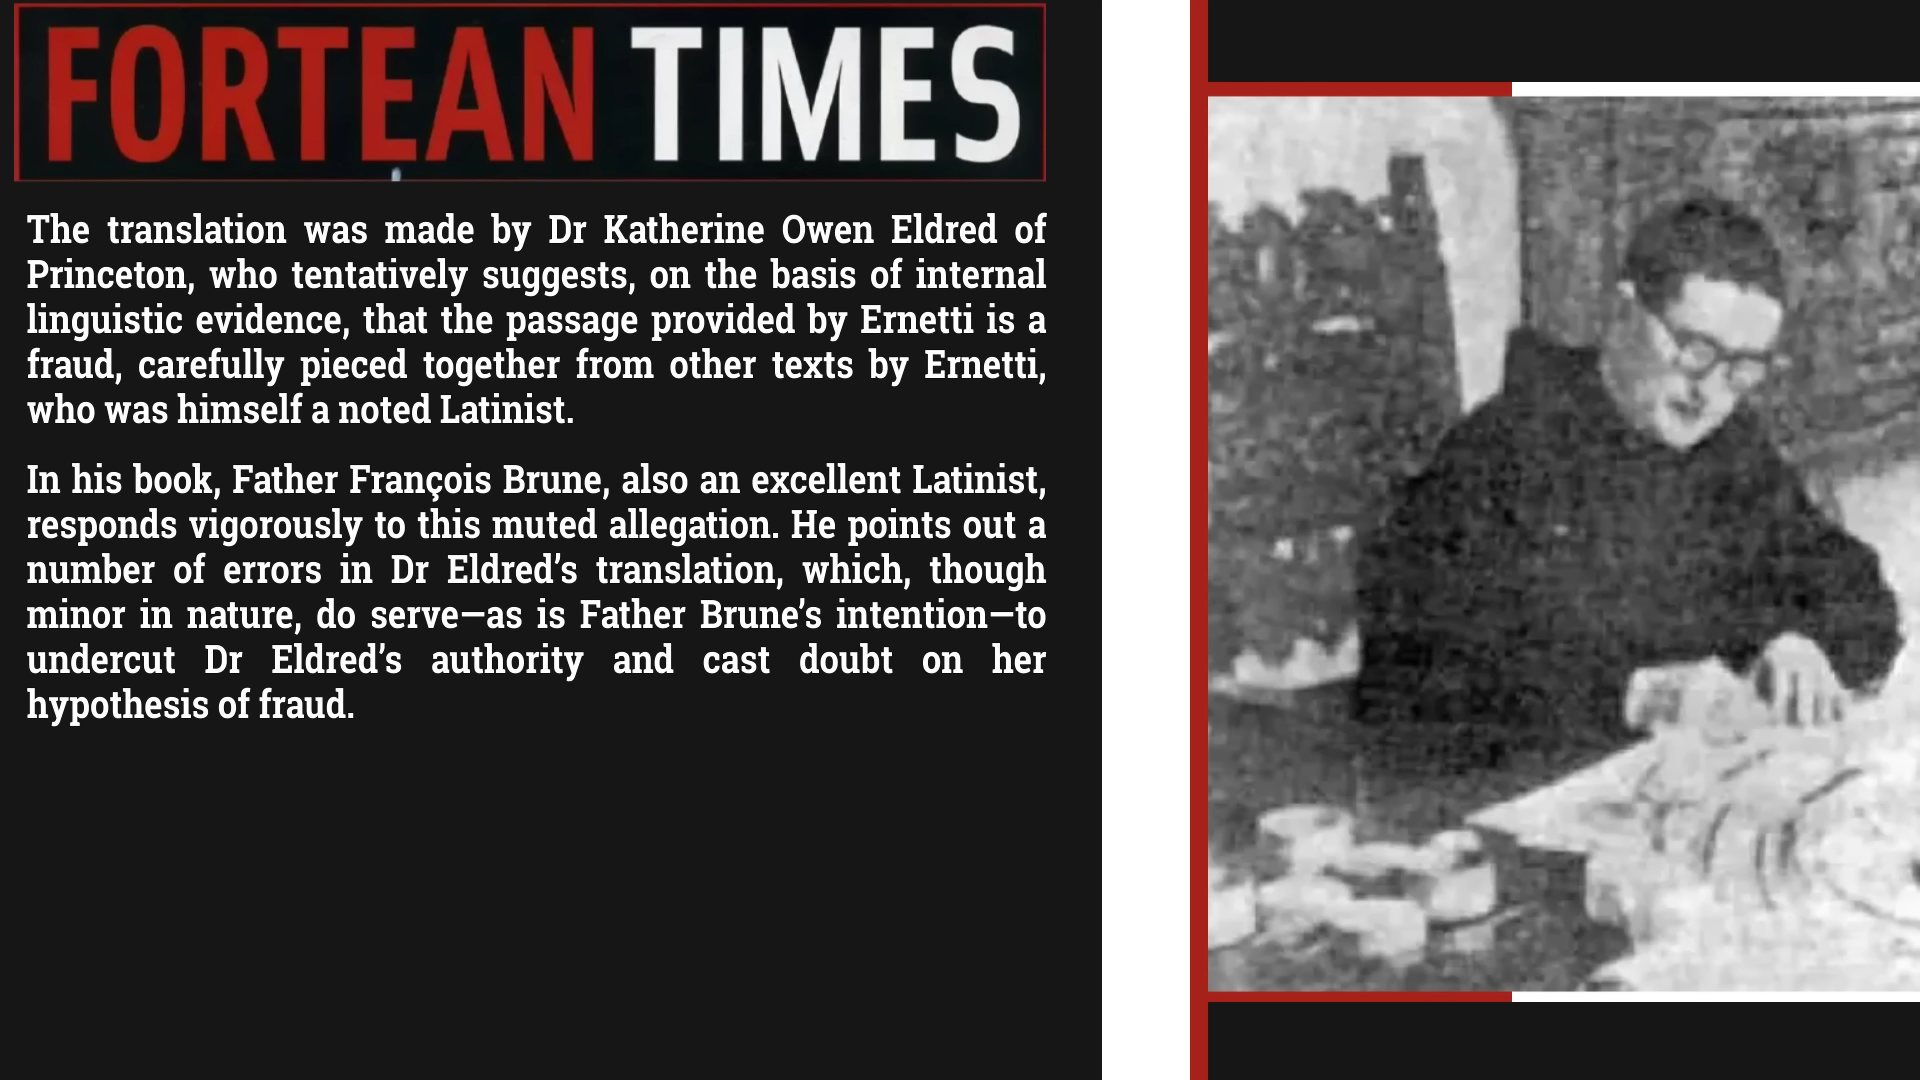 FORTEAN TIMES
The translation was made by Dr Katherine Owen Eldred of
Princeton, who tentatively suggests, on the basis of internal
linguistic evidence, that the passage provided by Ernetti is a
fraud, carefully pieced together from other texts by Ernetti,
who was himself a noted Latinist.
In his book, Father François Brune, also an excellent Latinist,
responds vigorously to this muted allegation. He points out a
number of errors in Dr Eldred’s translation, which, though
minor in nature, do serve—as is Father Brune’s intention—to
undercut Dr Eldred’s authority and cast doubt on her
hypothesis of fraud.